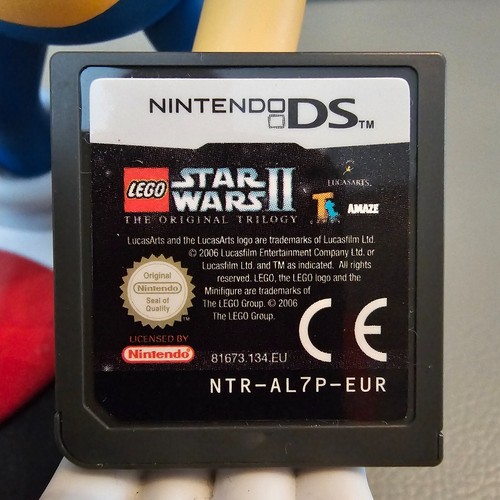 NINTENDO DS™
LEGO STAR WARS II
THE ORIGINAL TRILOGY
LUCASARTS.
Tt
AMAZE
LucasArts and the LucasArts logo are trademarks of Lucasfilm Ltd.
© 2006 Lucasfilm Entertainment Company Ltd. or
Lucasfilm Ltd. and TM as indicated. All rights
reserved. LEGO, the LEGO logo and the
Minifigure are trademarks of
The LEGO Group. © 2006
The LEGO Group.
Original
Nintendo
Seal of
Quality
TM
CE
LICENSED BY
Nintendo
81673.134.EU
NTR-AL7P-EUR